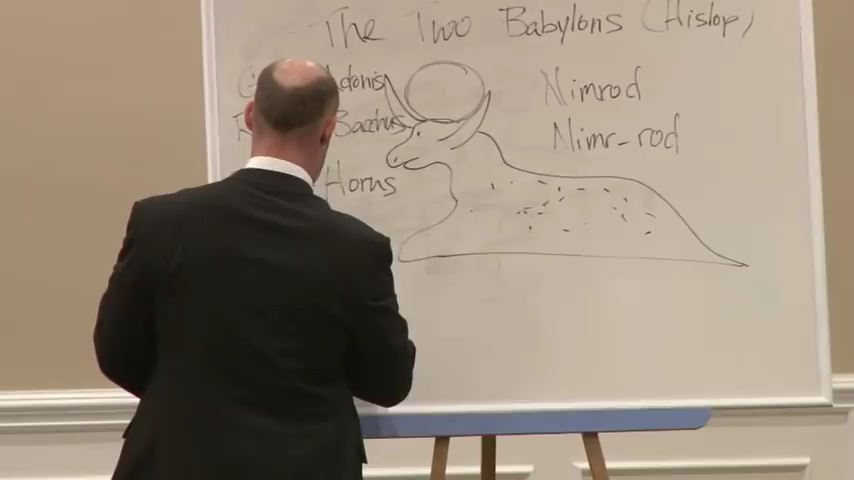 The Two Babylons (Hislop)
Adonis
Nimrod
Bacchus
Nimr-rod
Horus